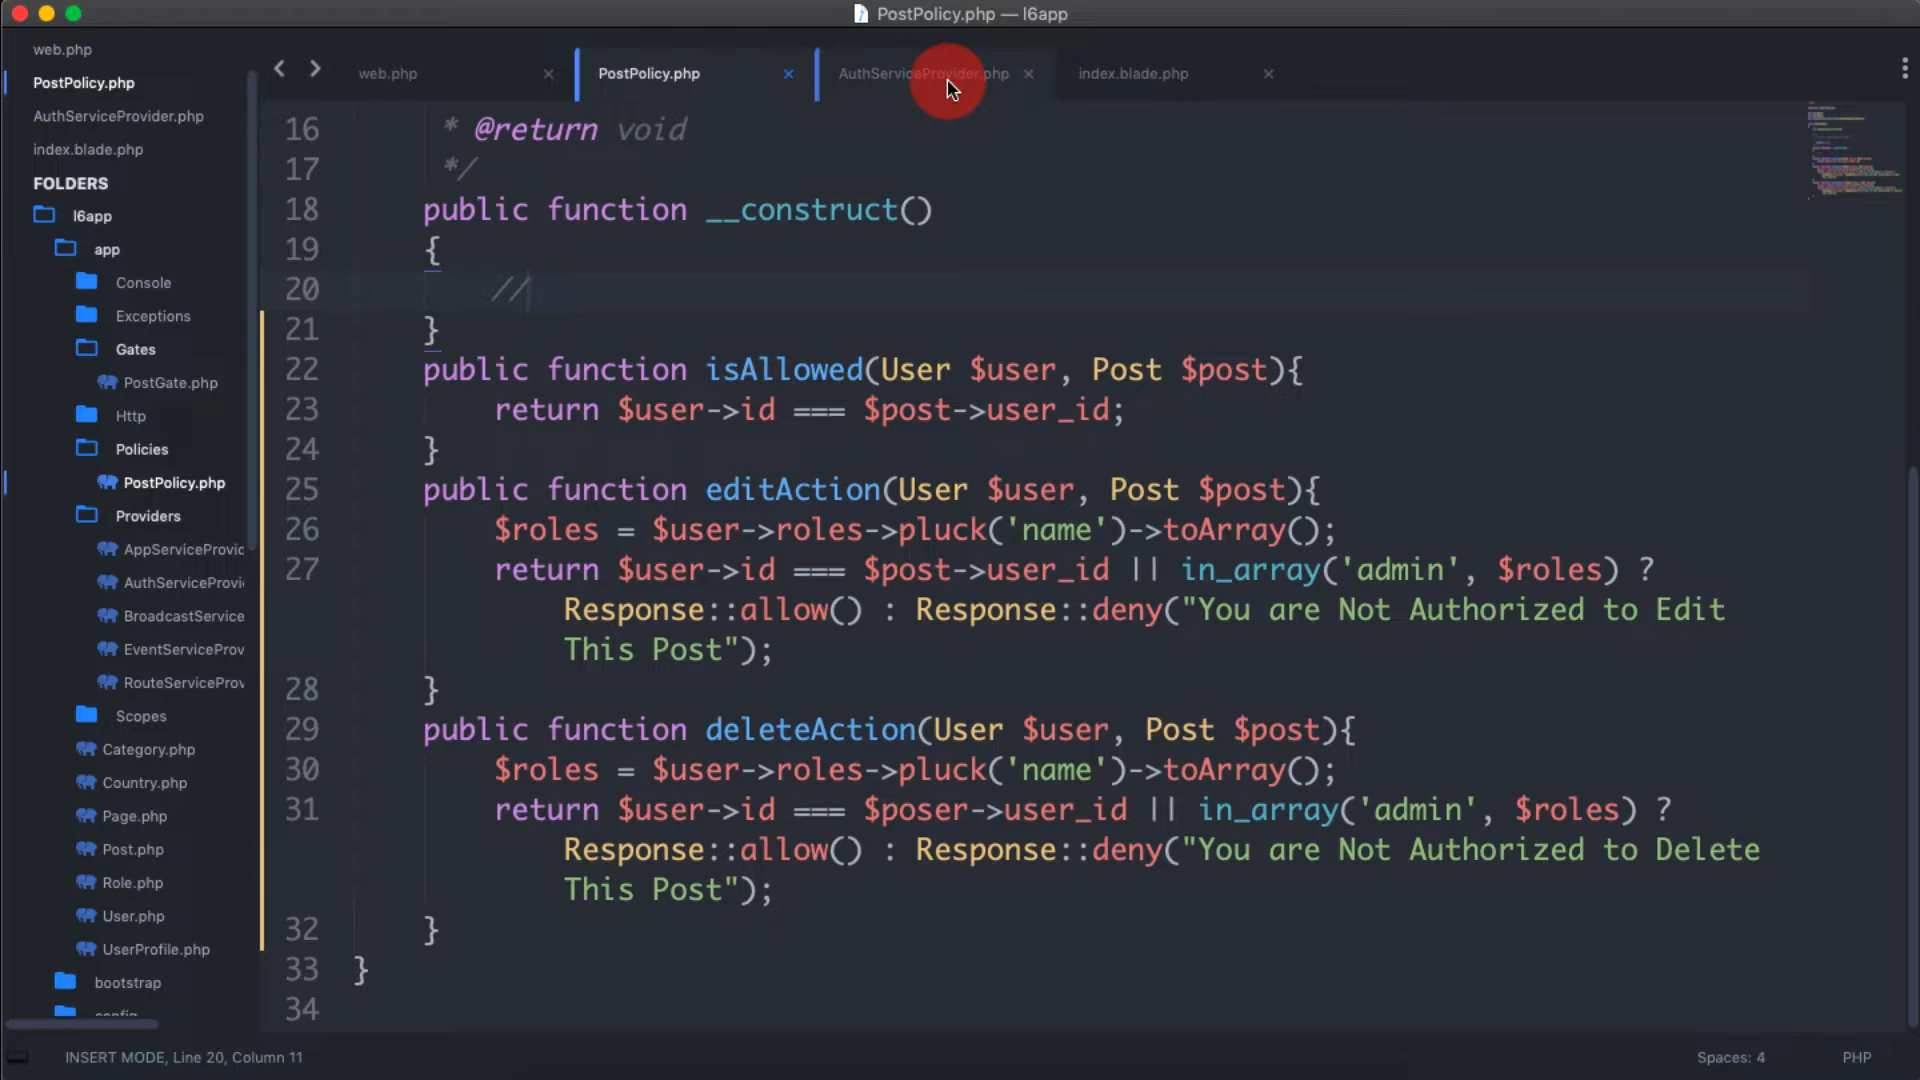 PostPolicy.php — l6app
web.php
PostPolicy.php
AuthServiceProvider.php
index.blade.php
FOLDERS
l6app
app
Console
Exceptions
Gates
PostGate.php
Http
Policies
PostPolicy.php
Providers
AppServiceProvic
AuthServiceProvi
BroadcastService
EventServiceProv
RouteServiceProv
Scopes
Category.php
Country.php
Page.php
Post.php
Role.php
User.php
UserProfile.php
bootstrap
config
web.php
PostPolicy.php
AuthServiceProvider.php
index.blade.php
16 * @return void
17 */
18 public function __construct()
19 {
20 //
21 }
22 public function isAllowed(User $user, Post $post){
23 return $user->id === $post->user_id;
24 }
25 public function editAction(User $user, Post $post){
26 $roles = $user->roles->pluck('name')->toArray();
27 return $user->id === $post->user_id || in_array('admin', $roles) ?
Response::allow() : Response::deny("You are Not Authorized to Edit
This Post");
28 }
29 public function deleteAction(User $user, Post $post){
30 $roles = $user->roles->pluck('name')->toArray();
31 return $user->id === $poser->user_id || in_array('admin', $roles) ?
Response::allow() : Response::deny("You are Not Authorized to Delete
This Post");
32 }
33 }
34
INSERT MODE, Line 20, Column 11
Spaces: 4
PHP